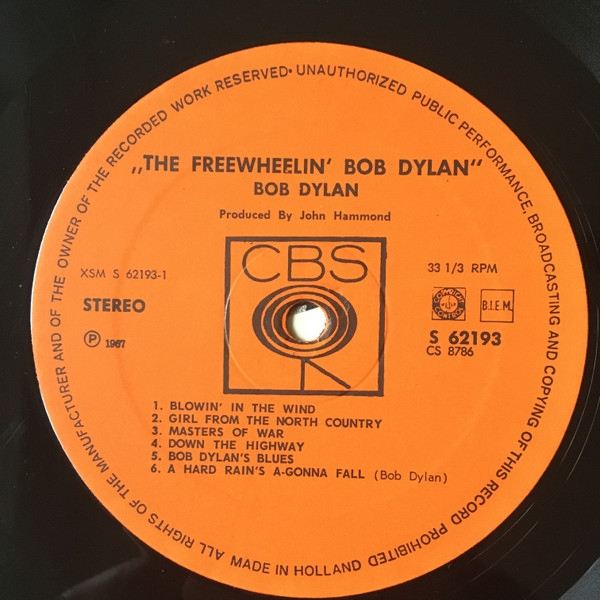 ALL RIGHTS OF THE MANUFACTURER AND OF THE OWNER OF THE RECORDED WORK RESERVED• UNAUTHORIZED PUBLIC PERFORMANCE, BROADCASTING AND COPYING OF THIS RECORD PROHIBITED
„THE FREEWHEELIN' BOB DYLAN"
BOB DYLAN
Produced By John Hammond
CBS
XSM S 62193-1
33 1/3 RPM
STEREO
B.I.E.M.
S 62193
CS 8786
Ⓟ 1967
1. BLOWIN' IN THE WIND
2. GIRL FROM THE NORTH COUNTRY
3. MASTERS OF WAR
4. DOWN THE HIGHWAY
5. BOB DYLAN'S BLUES
6. A HARD RAIN'S A-GONNA FALL (Bob Dylan)
MADE IN HOLLAND